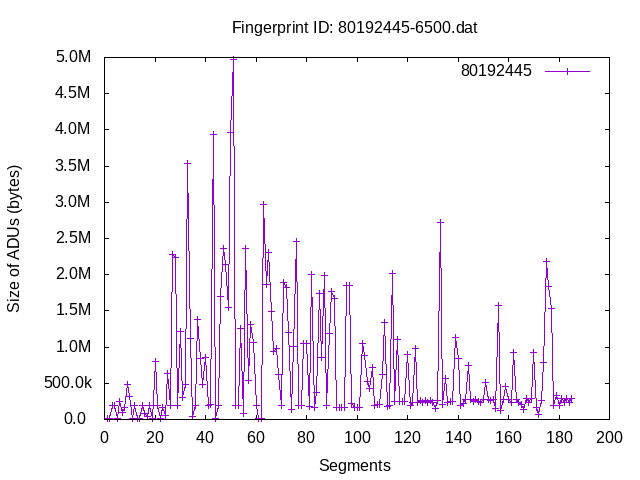 Fingerprint ID: 80192445-6500.dat
80192445
Size of ADUs (bytes)
5.0M
4.5M
4.0M
3.5M
3.0M
2.5M
2.0M
1.5M
1.0M
500.0k
0.0
0 20 40 60 80 100 120 140 160 180 200
Segments